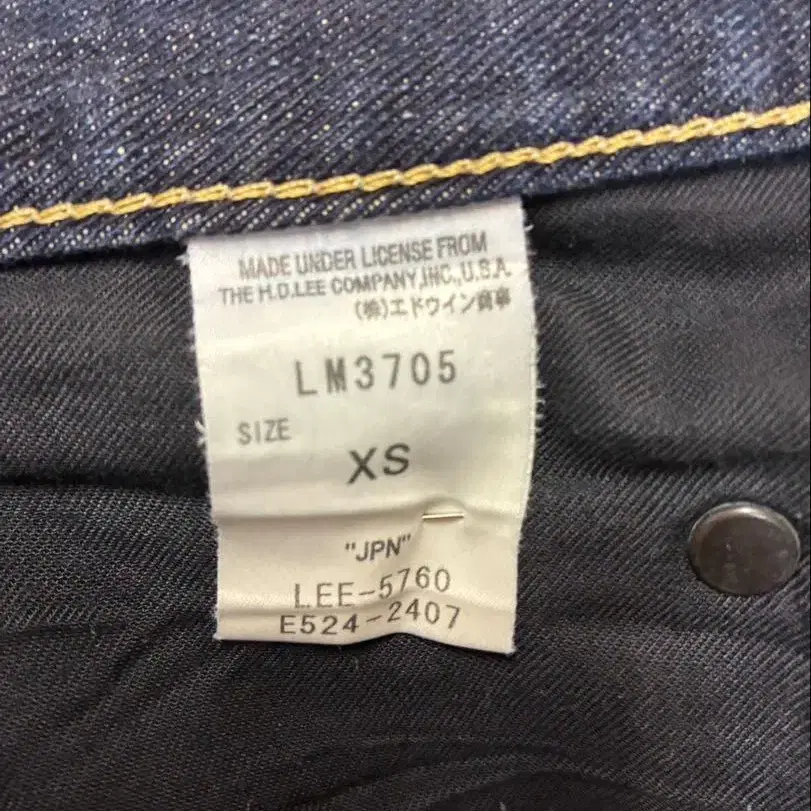 MADE UNDER LICENSE FROM
THE H.D.LEE COMPANY,INC.,U.S.A.
(株)エドウイン商事
LM3705
SIZE
XS
"JPN"
LEE-5760
E524-2407